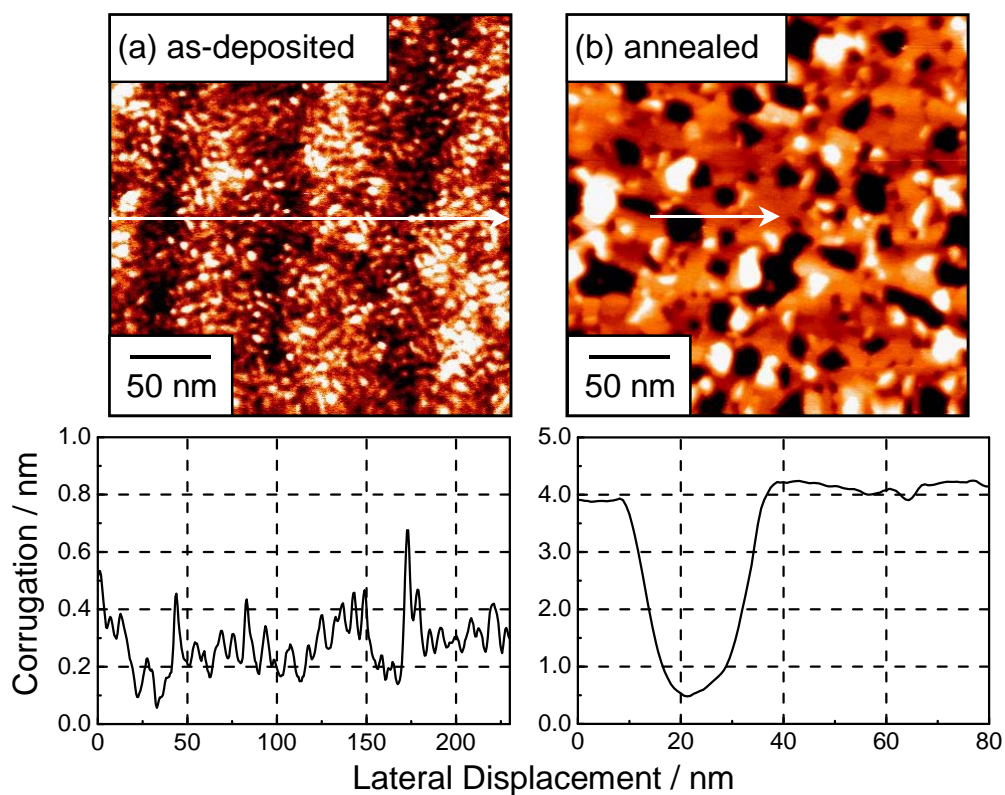 (a) as-deposited
(b) annealed
50 nm
50 nm
Corrugation / nm
1.0
0.8
0.6
0.4
0.2
0.0
0 50 100 150 200
5.0
4.0
3.0
2.0
1.0
0.0
0 20 40 60 80
Lateral Displacement / nm